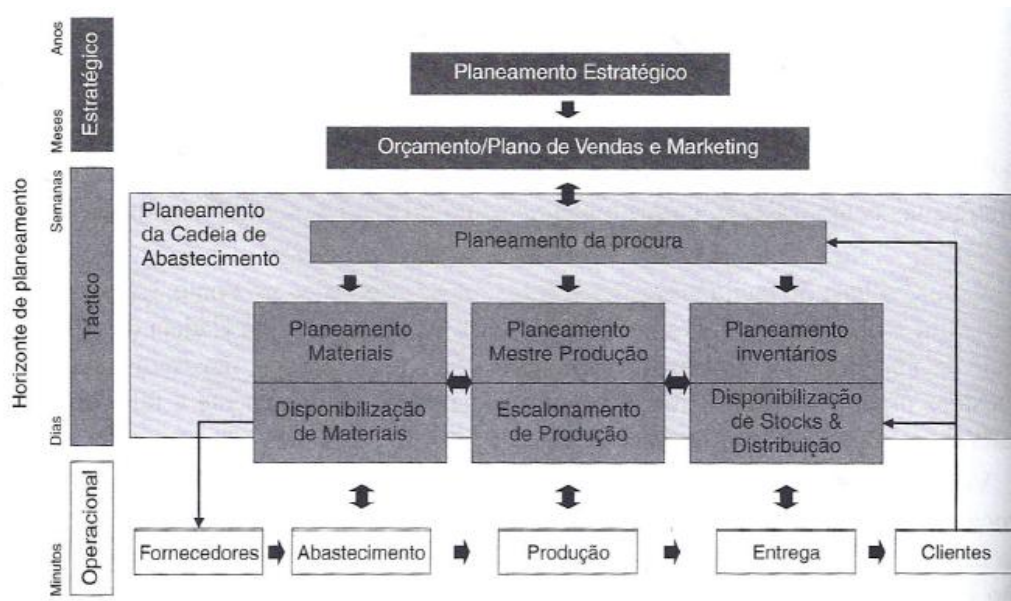 Horizonte de planeamento
Anos
Meses
Semanas
Dias
Minutos
Estratégico
Táctico
Operacional
Planeamento Estratégico
Orçamento/Plano de Vendas e Marketing
Planeamento
da Cadeia de
Abastecimento
Planeamento da procura
Planeamento
Materiais
Planeamento
Mestre Produção
Planeamento
inventários
Disponibilização
de Materiais
Escalonamento
de Produção
Disponibilização
de Stocks &
Distribuição
Fornecedores
Abastecimento
Produção
Entrega
Clientes